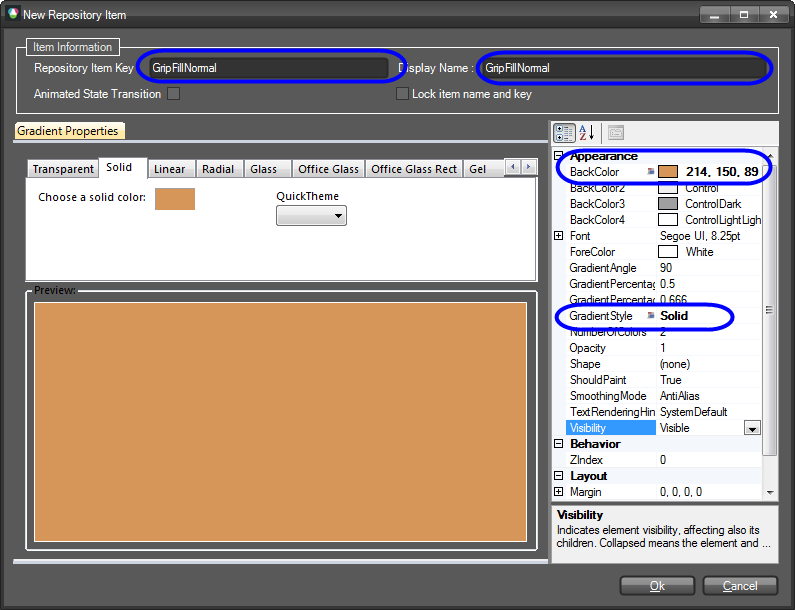 New Repository Item
Item Information
Repository Item Key GripFillNormal Display Name : GripFillNormal
Animated State Transition Lock item name and key
Gradient Properties
Transparent Solid Linear Radial Glass Office Glass Office Glass Rect Gel
Choose a solid color: QuickTheme
Preview:
Appearance
BackColor 214, 150, 89
BackColor2 Control
BackColor3 ControlDark
BackColor4 ControlLightLigh
Font Segoe UI, 8.25pt
ForeColor White
GradientAngle 90
GradientPercentag 0.5
GradientPercentag 0.666
GradientStyle Solid
NumberOfColors 2
Opacity 1
Shape (none)
ShouldPaint True
SmoothingMode AntiAlias
TextRenderingHin SystemDefault
Visibility Visible
Behavior
ZIndex 0
Layout
Margin 0, 0, 0, 0
Visibility
Indicates element visibility, affecting also its
children. Collapsed means the element and ...
Ok Cancel